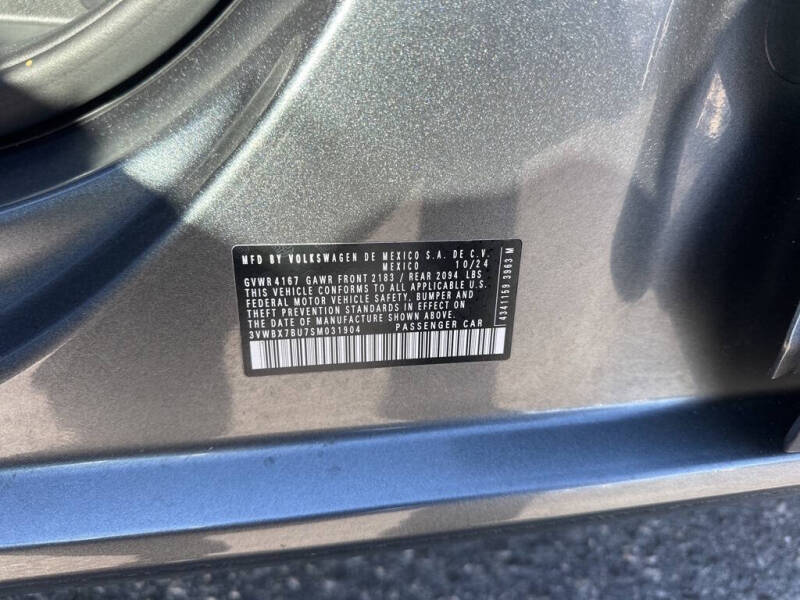 MFD BY VOLKSWAGEN DE MEXICO S.A. DE C.V.
MEXICO 10/24
GVWR 4167 GAWR FRONT 2183 / REAR 2094 LBS
THIS VEHICLE CONFORMS TO ALL APPLICABLE U.S.
FEDERAL MOTOR VEHICLE SAFETY, BUMPER AND
THEFT PREVENTION STANDARDS IN EFFECT ON
THE DATE OF MANUFACTURE SHOWN ABOVE.
3VWBX7BU7SM031904 PASSENGER CAR
4341159 3963 M